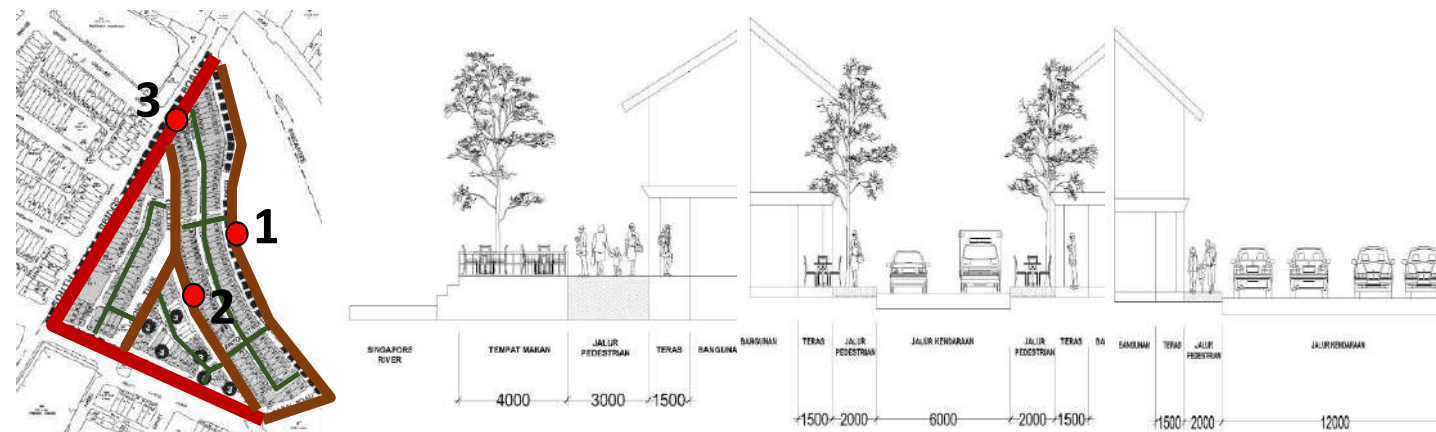 3
1
2
SINGAPORE RIVER
TEMPAT MAKAN
JALUR PEDESTRIAN
TERAS
BANGUNA
4000
3000
1500
BANGUNAN
TERAS
JALUR PEDESTRIAN
JALUR KENDARAAN
JALUR PEDESTRIAN
TERAS
BA
1500
2000
6000
2000
1500
BANGUNAN
TERAS
JALUR PEDESTRIAN
JALUR KENDARAAN
1500
2000
12000